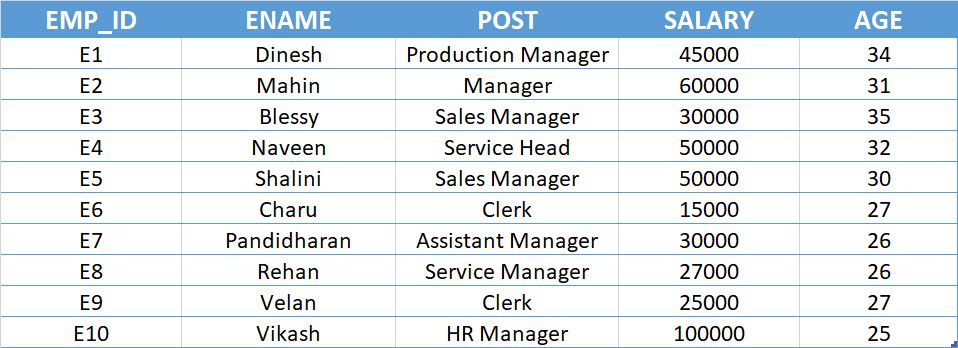 EMP_ID ENAME POST SALARY AGE
E1 Dinesh Production Manager 45000 34
E2 Mahin Manager 60000 31
E3 Blessy Sales Manager 30000 35
E4 Naveen Service Head 50000 32
E5 Shalini Sales Manager 50000 30
E6 Charu Clerk 15000 27
E7 Pandidharan Assistant Manager 30000 26
E8 Rehan Service Manager 27000 26
E9 Velan Clerk 25000 27
E10 Vikash HR Manager 100000 25